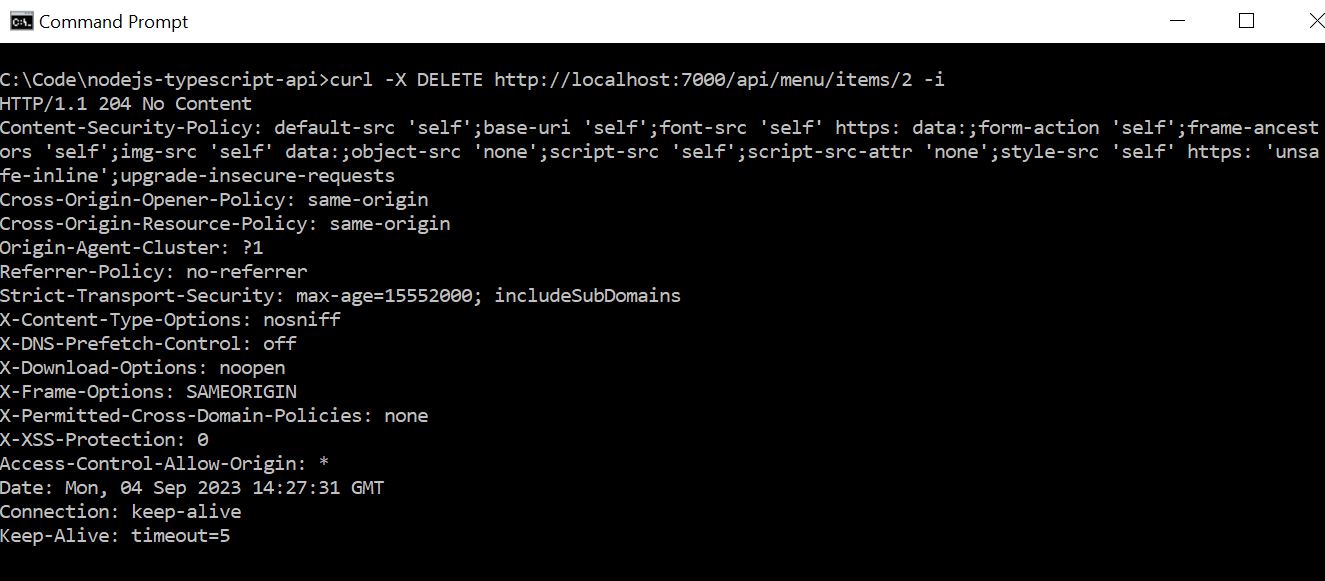 Command Prompt
C:\Code\nodejs-typescript-api>curl -X DELETE http://localhost:7000/api/menu/items/2 -i
HTTP/1.1 204 No Content
Content-Security-Policy: default-src 'self';base-uri 'self';font-src 'self' https: data:;form-action 'self';frame-ancest
ors 'self';img-src 'self' data:;object-src 'none';script-src 'self';script-src-attr 'none';style-src 'self' https: 'unsa
fe-inline';upgrade-insecure-requests
Cross-Origin-Opener-Policy: same-origin
Cross-Origin-Resource-Policy: same-origin
Origin-Agent-Cluster: ?1
Referrer-Policy: no-referrer
Strict-Transport-Security: max-age=15552000; includeSubDomains
X-Content-Type-Options: nosniff
X-DNS-Prefetch-Control: off
X-Download-Options: noopen
X-Frame-Options: SAMEORIGIN
X-Permitted-Cross-Domain-Policies: none
X-XSS-Protection: 0
Access-Control-Allow-Origin: *
Date: Mon, 04 Sep 2023 14:27:31 GMT
Connection: keep-alive
Keep-Alive: timeout=5